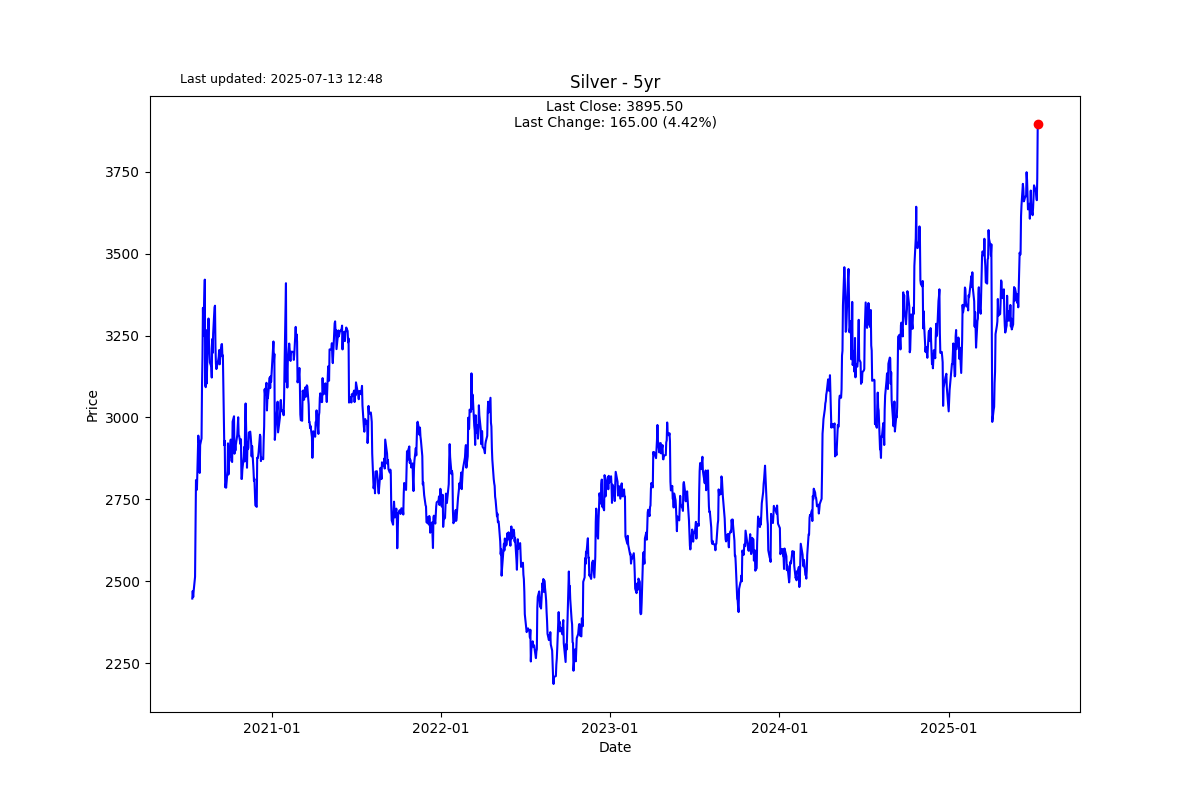 Last updated: 2025-07-13 12:48
Silver - 5yr
Last Close: 3895.50
Last Change: 165.00 (4.42%)
3750
3500
3250
3000
2750
2500
2250
Price
2021-01
2022-01
2023-01
2024-01
2025-01
Date